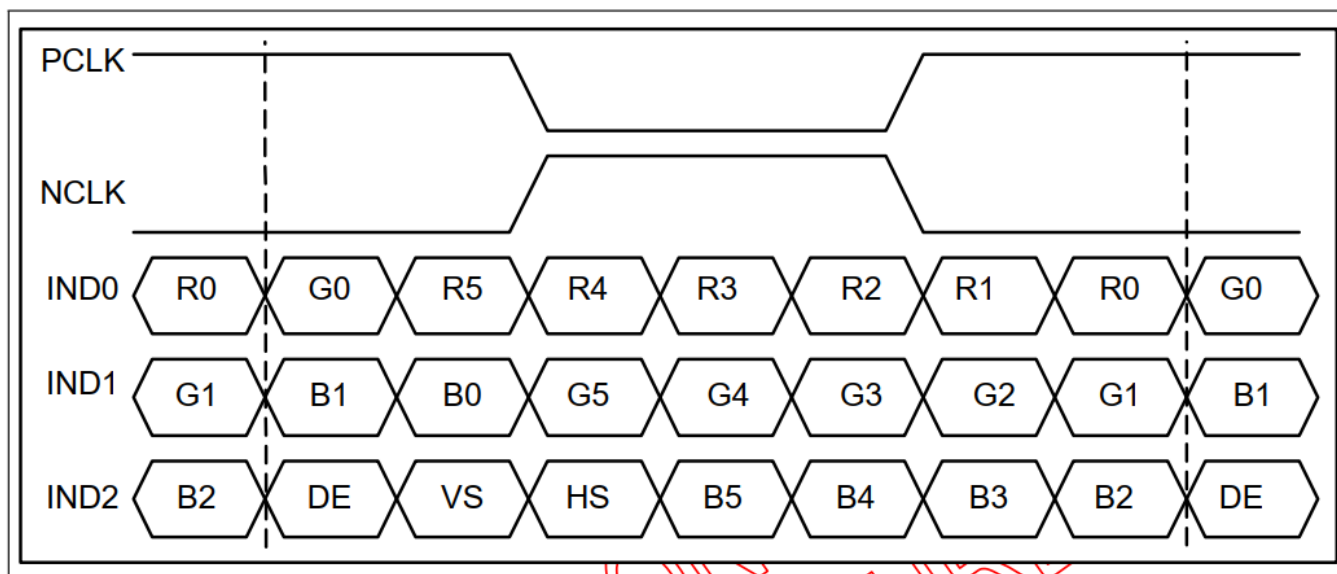 PCLK
NCLK
IND0 R0 G0 R5 R4 R3 R2 R1 R0 G0
IND1 G1 B1 B0 G5 G4 G3 G2 G1 B1
IND2 B2 DE VS HS B5 B4 B3 B2 DE